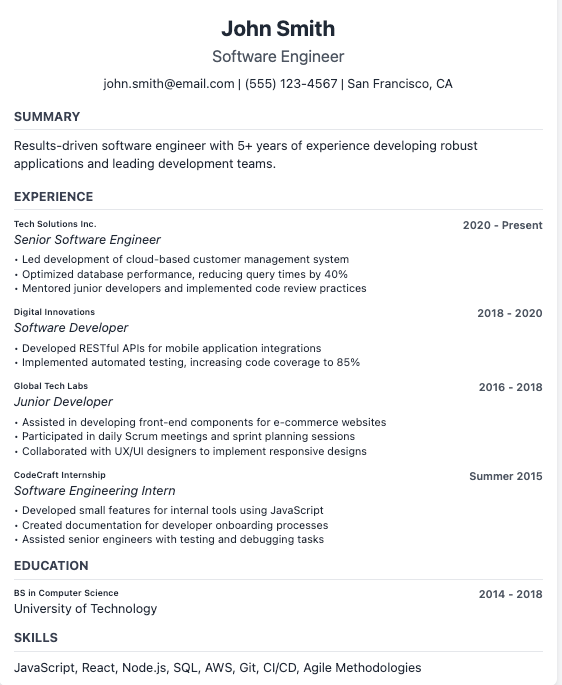 John Smith
Software Engineer
john.smith@email.com | (555) 123-4567 | San Francisco, CA
SUMMARY
Results-driven software engineer with 5+ years of experience developing robust
applications and leading development teams.
EXPERIENCE
Tech Solutions Inc. 2020 - Present
Senior Software Engineer
• Led development of cloud-based customer management system
• Optimized database performance, reducing query times by 40%
• Mentored junior developers and implemented code review practices
Digital Innovations 2018 - 2020
Software Developer
• Developed RESTful APIs for mobile application integrations
• Implemented automated testing, increasing code coverage to 85%
Global Tech Labs 2016 - 2018
Junior Developer
• Assisted in developing front-end components for e-commerce websites
• Participated in daily Scrum meetings and sprint planning sessions
• Collaborated with UX/UI designers to implement responsive designs
CodeCraft Internship Summer 2015
Software Engineering Intern
• Developed small features for internal tools using JavaScript
• Created documentation for developer onboarding processes
• Assisted senior engineers with testing and debugging tasks
EDUCATION
BS in Computer Science 2014 - 2018
University of Technology
SKILLS
JavaScript, React, Node.js, SQL, AWS, Git, CI/CD, Agile Methodologies